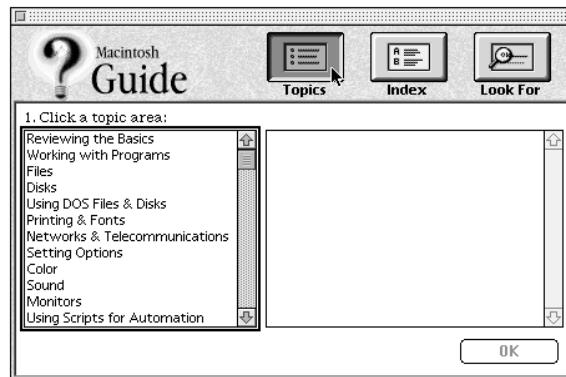 Macintosh
Guide
Topics
Index
Look For
1. Click a topic area:
Reviewing the Basics
Working with Programs
Files
Disks
Using DOS Files & Disks
Printing & Fonts
Networks & Telecommunications
Setting Options
Color
Sound
Monitors
Using Scripts for Automation
OK